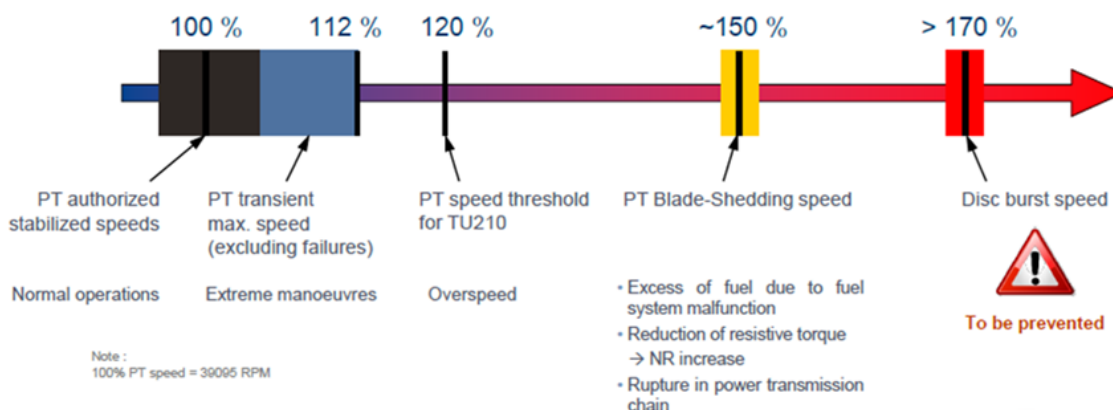 100 %
112 %
120 %
~150 %
> 170 %
PT authorized
stabilized speeds
PT transient
max. speed
(excluding failures)
PT speed threshold
for TU210
PT Blade-Shedding speed
Disc burst speed
Normal operations
Extreme manoeuvres
Overspeed
• Excess of fuel due to fuel
system malfunction
• Reduction of resistive torque
→ NR increase
• Rupture in power transmission
chain
!
To be prevented
Note :
100% PT speed = 39095 RPM